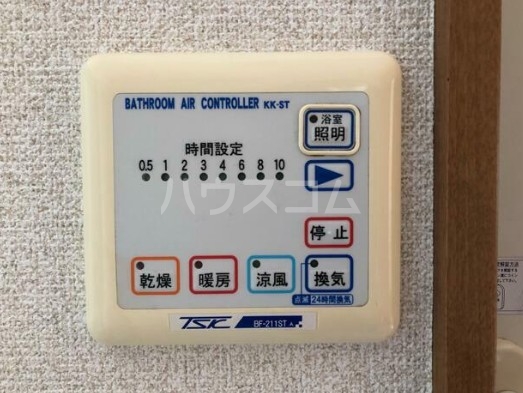 BATHROOM AIR CONTROLLER KK-ST
浴室
照明
時間設定
0.5 1 2 3 4 6 8 10
ハウスコム
停止
乾燥 暖房 涼風 換気
点滅 24時間換気
TSK BF-211ST